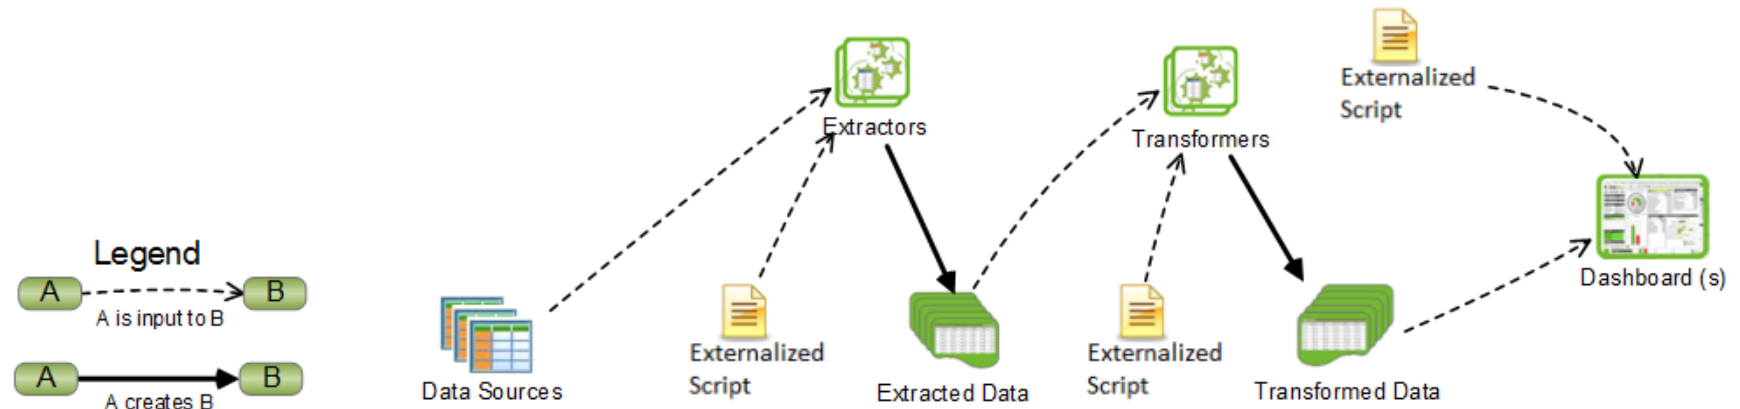 Legend
A
B
A is input to B
A
B
A creates B
Data Sources
Externalized
Script
Extractors
Extracted Data
Externalized
Script
Transformers
Transformed Data
Externalized
Script
Dashboard (s)